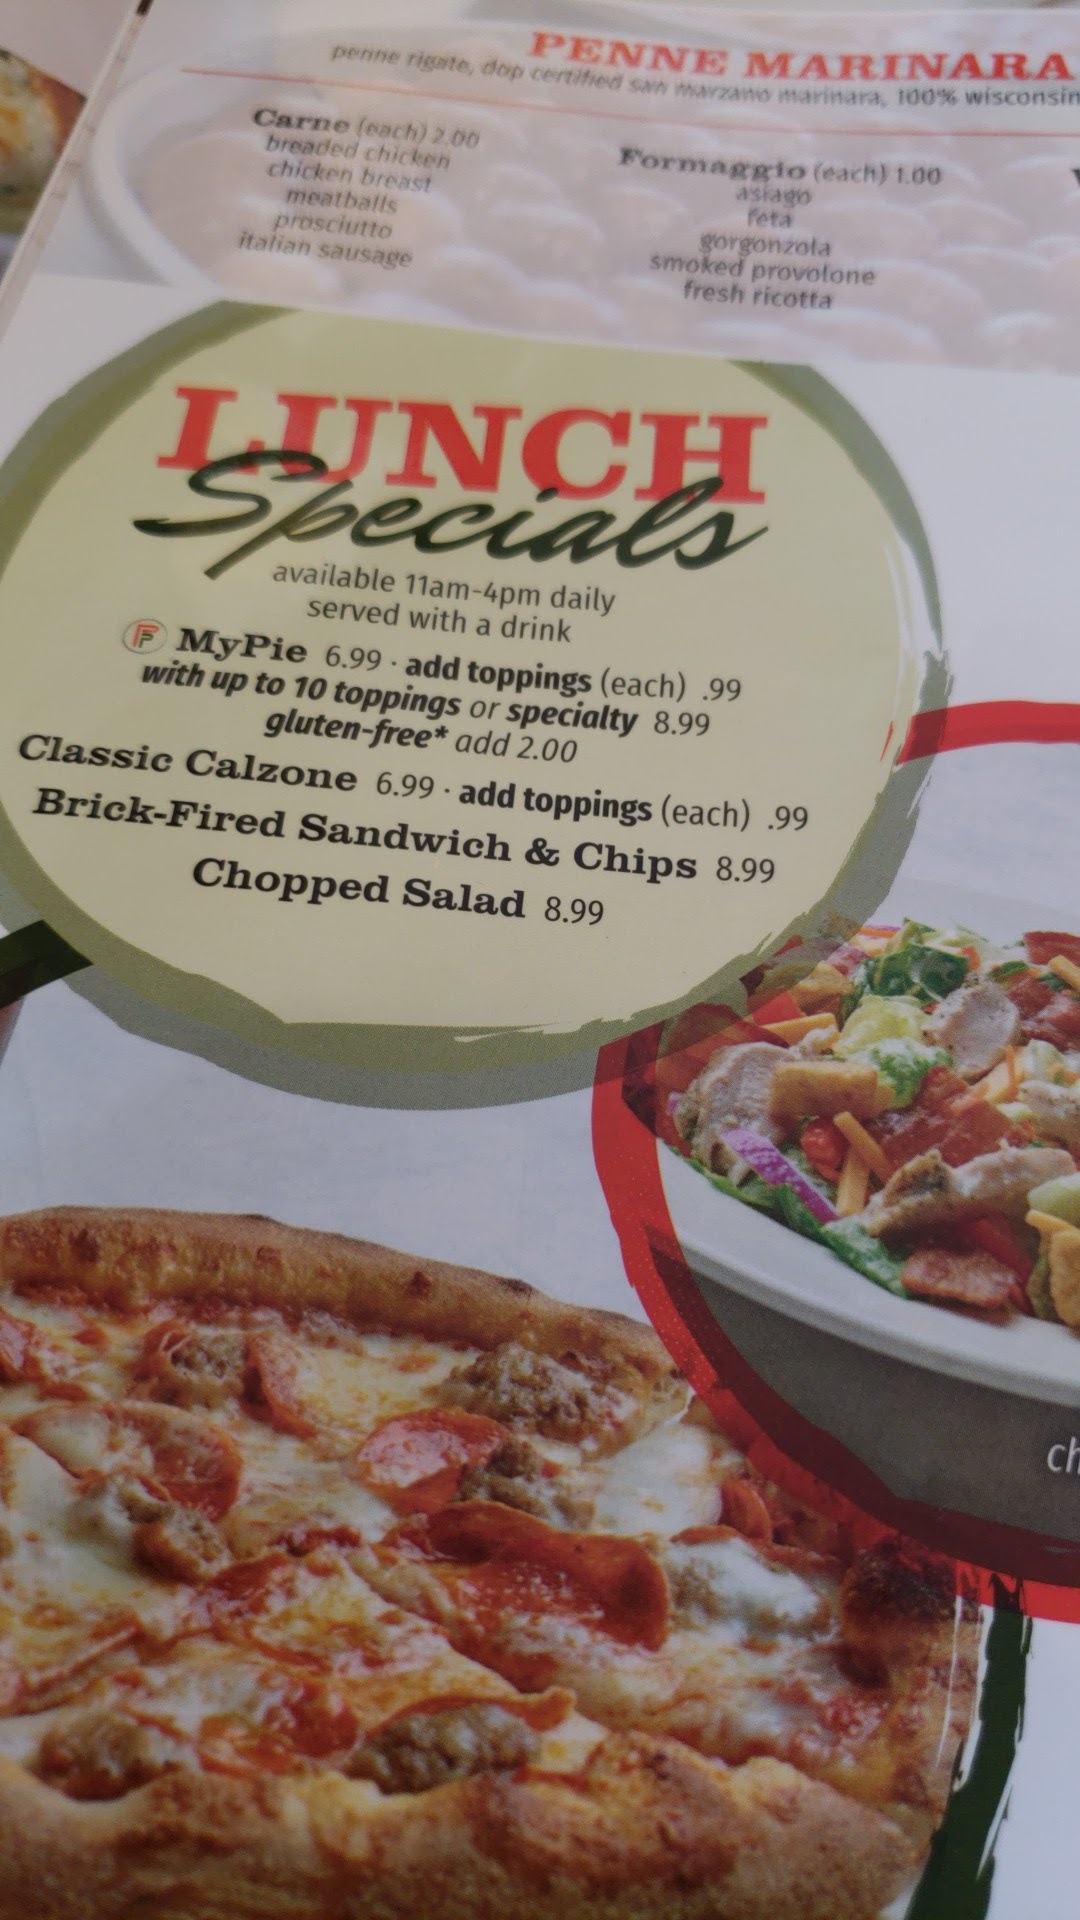 PENNE MARINARA
penne rigate, dop certified san marzano marinara, 100% wisconsin
Carne (each) 2.00
breaded chicken
chicken breast
meatballs
prosciutto
italian sausage
Formaggio (each) 1.00
asiago
feta
gorgonzola
smoked provolone
fresh ricotta
LUNCH
Specials
available 11am-4pm daily
served with a drink
P MyPie 6.99 · add toppings (each) .99
with up to 10 toppings or specialty 8.99
gluten-free* add 2.00
Classic Calzone 6.99 · add toppings (each) .99
Brick-Fired Sandwich & Chips 8.99
Chopped Salad 8.99
ch